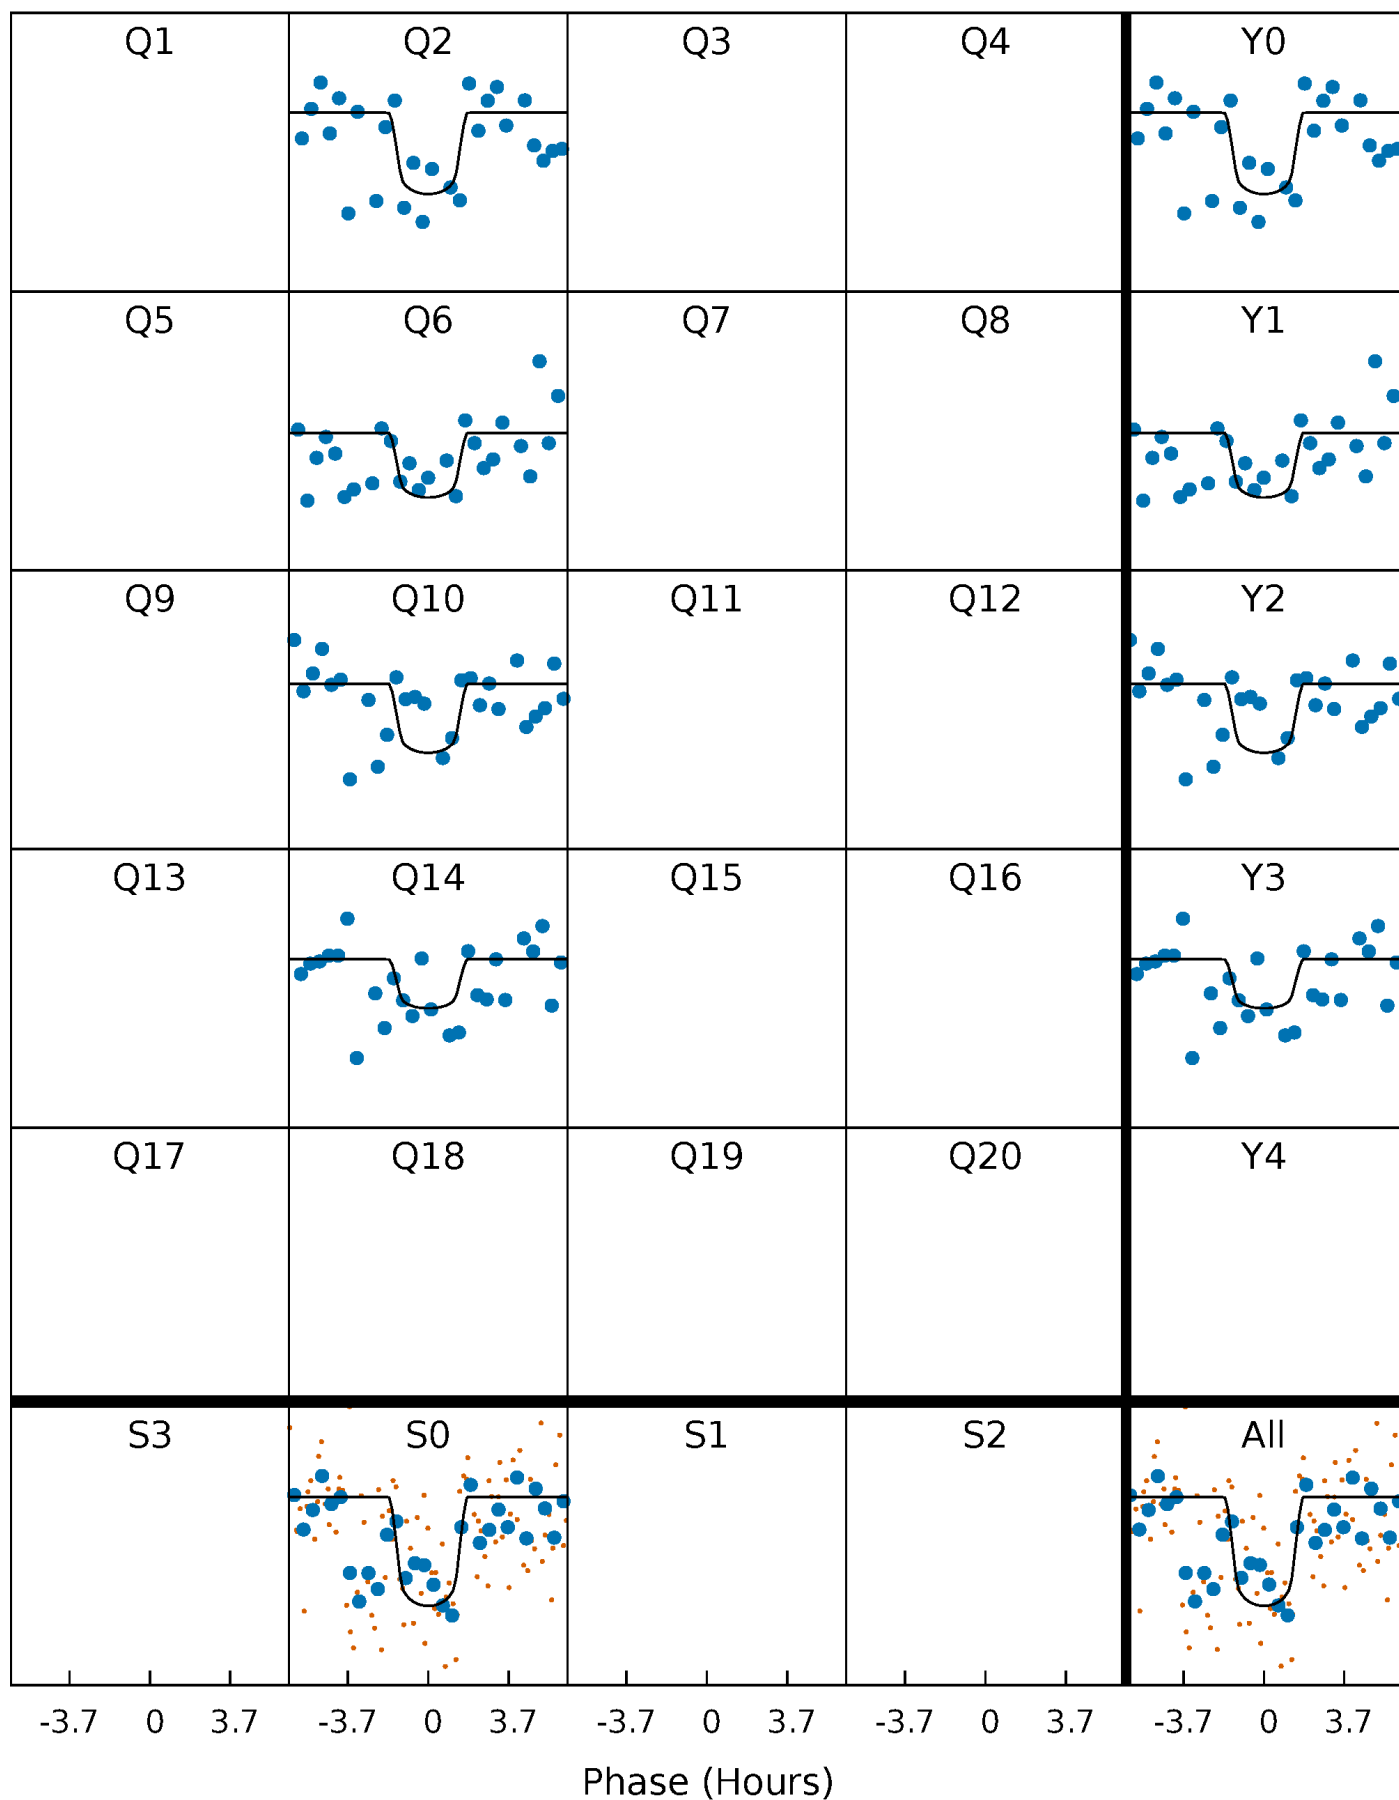 Q1 Q2 Q3 Q4 Y0
Q5 Q6 Q7 Q8 Y1
Q9 Q10 Q11 Q12 Y2
Q13 Q14 Q15 Q16 Y3
Q17 Q18 Q19 Q20 Y4
S3 S0 S1 S2 All
-3.7 0 3.7 -3.7 0 3.7 -3.7 0 3.7 -3.7 0 3.7 -3.7 0 3.7
Phase (Hours)